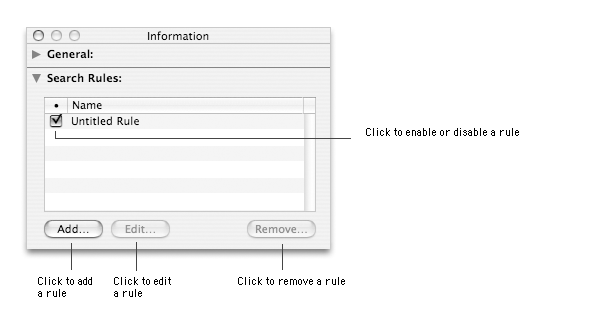 Information
General:
Search Rules:
• Name
Untitled Rule
Click to enable or disable a rule
Add... Edit... Remove...
Click to add
a rule
Click to edit
a rule
Click to remove a rule